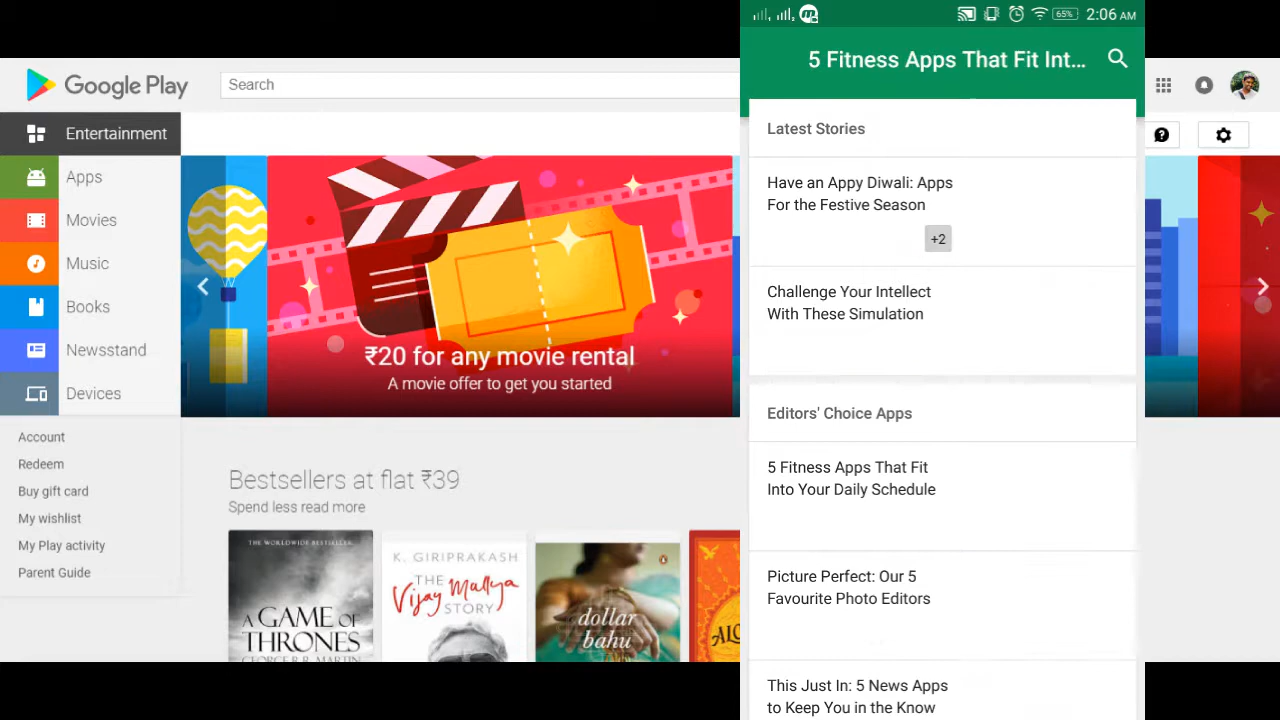 Google Play
Search
Entertainment
Apps
Movies
Music
Books
Newsstand
Devices
Account
Redeem
Buy gift card
My wishlist
My Play activity
Parent Guide
₹20 for any movie rental
A movie offer to get you started
Bestsellers at flat ₹39
Spend less read more
THE WORLDWIDE BESTSELLER
A GAME OF
THRONES
GEORGE R.R. MARTIN
K. GIRIPRAKASH
THE
Vijay Mallya
STORY
dollar
bahu
65%
2:06 AM
5 Fitness Apps That Fit Int...
Latest Stories
Have an Appy Diwali: Apps
For the Festive Season
+2
Challenge Your Intellect
With These Simulation
Editors' Choice Apps
5 Fitness Apps That Fit
Into Your Daily Schedule
Picture Perfect: Our 5
Favourite Photo Editors
This Just In: 5 News Apps
to Keep You in the Know